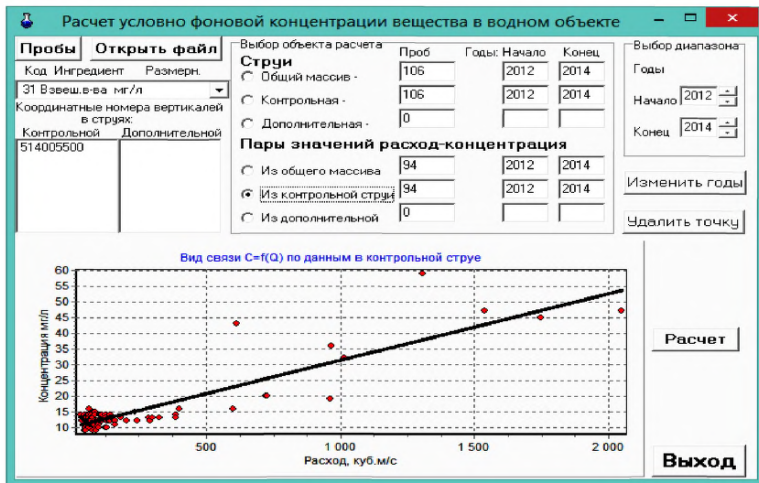 Расчет условно фоновой концентрации вещества в водном объекте
Пробы Открыть файл
Код Ингредиент Размерн.
31 Взвеш.в-ва мг/л
Координатные номера вертикалей
в струях:
Контрольной Дополнительной
514005500
Выбор объекта расчета Проб Годы: Начало Конец
Струи
Общий массив - 106 2012 2014
Контрольная - 106 2012 2014
Дополнительная - 0
Пары значений расход-концентрация
Из общего массива 94 2012 2014
Из контрольной струи 94 2012 2014
Из дополнительной 0
Выбор диапазона
Годы
Начало 2012
Конец 2014
Изменить годы
Удалить точку
Вид связи C=f(Q) по данным в контрольной струе
Концентрация мг/л
60
55
50
45
40
35
30
25
20
15
10
500 1 000 1 500 2 000
Расход, куб.м/с
Расчет
Выход